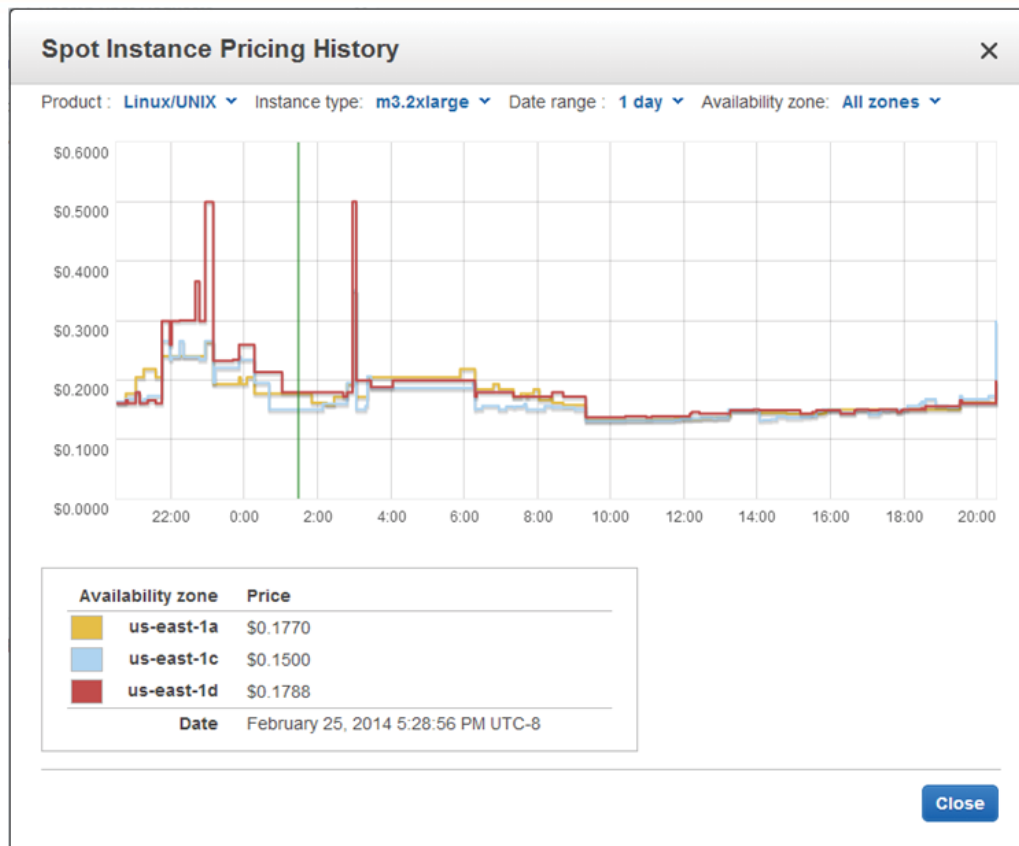 Spot Instance Pricing History
Product : Linux/UNIX Instance type: m3.2xlarge Date range : 1 day Availability zone: All zones
$0.6000
$0.5000
$0.4000
$0.3000
$0.2000
$0.1000
$0.0000
22:00 0:00 2:00 4:00 6:00 8:00 10:00 12:00 14:00 16:00 18:00 20:00
Availability zone Price
us-east-1a $0.1770
us-east-1c $0.1500
us-east-1d $0.1788
Date February 25, 2014 5:28:56 PM UTC-8
Close